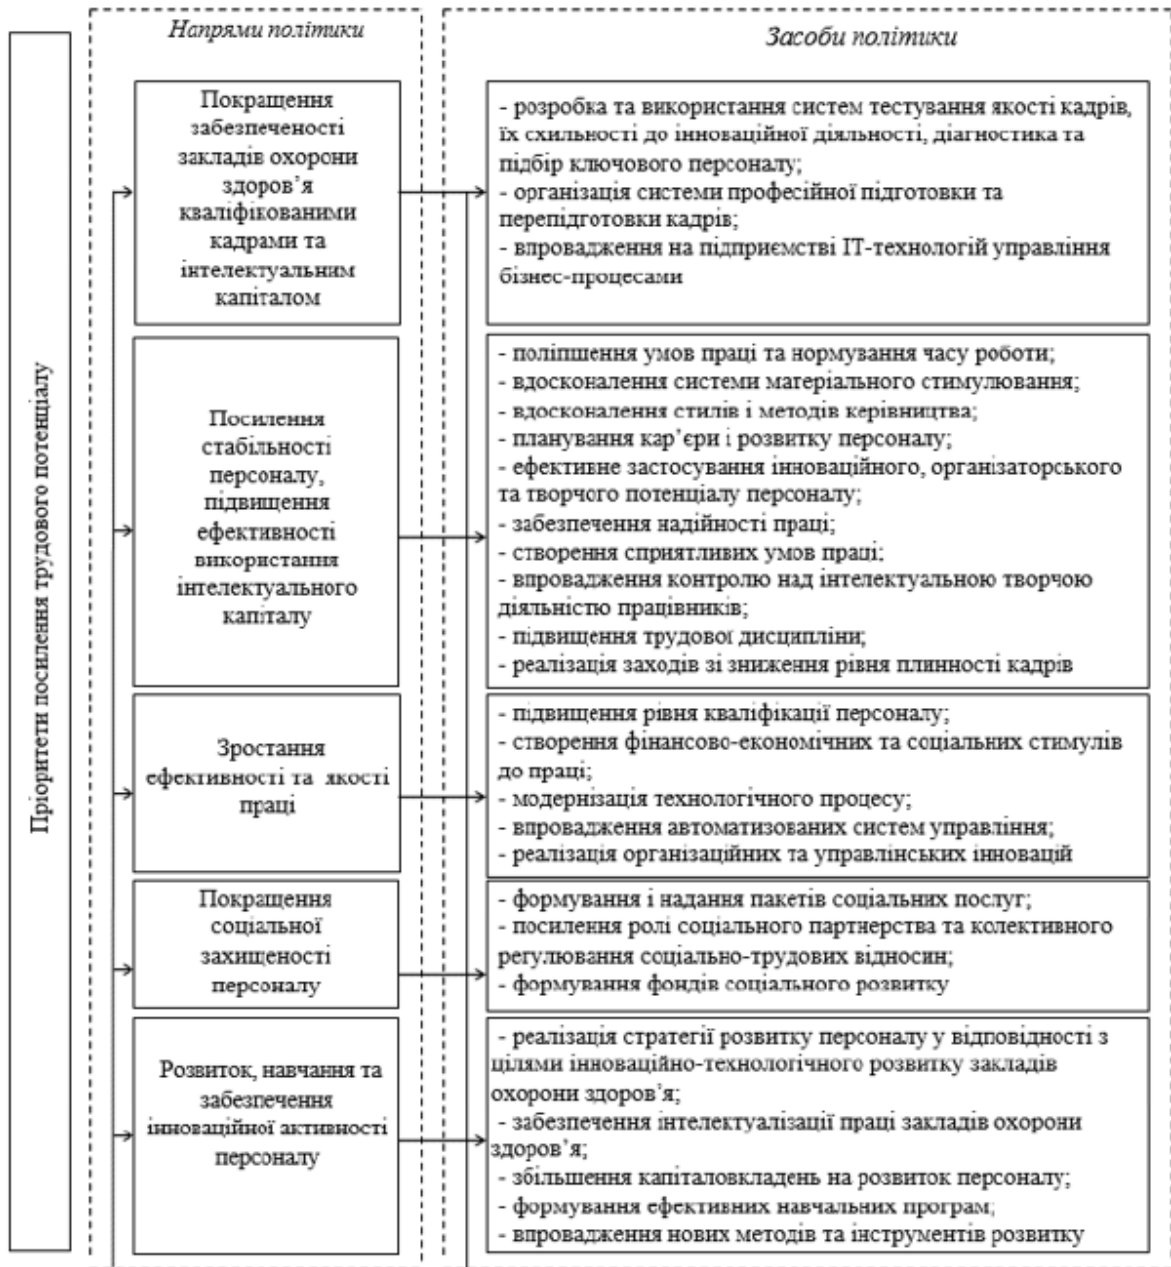 Пріоритети посилення трудового потенціалу
Напрями політики
Засоби політики
Покращення
забезпеченості
закладів охорони
здоров’я
кваліфікованими
кадрами та
інтелектуальним
капіталом
- розробка та використання систем тестування якості кадрів,
їх схильності до інноваційної діяльності, діагностика та
підбір ключового персоналу;
- організація системи професійної підготовки та
перепідготовки кадрів;
- впровадження на підприємстві ІТ-технологій управління
бізнес-процесами
Посилення
стабільності
персоналу,
підвищення
ефективності
використання
інтелектуального
капіталу
- поліпшення умов праці та нормування часу роботи;
- вдосконалення системи матеріального стимулювання;
- вдосконалення стилів і методів керівництва;
- планування кар’єри і розвитку персоналу;
- ефективне застосування інноваційного, організаторського
та творчого потенціалу персоналу;
- забезпечення надійності праці;
- створення сприятливих умов праці;
- впровадження контролю над інтелектуальною творчою
діяльністю працівників;
- підвищення трудової дисципліни;
- реалізація заходів зі зниження рівня плинності кадрів
Зростання
ефективності та якості
праці
- підвищення рівня кваліфікації персоналу;
- створення фінансово-економічних та соціальних стимулів
до праці;
- модернізація технологічного процесу;
- впровадження автоматизованих систем управління;
- реалізація організаційних та управлінських інновацій
Покращення
соціальної
захищеності
персоналу
- формування і надання пакетів соціальних послуг;
- посилення ролі соціального партнерства та колективного
регулювання соціально-трудових відносин;
- формування фондів соціального розвитку
Розвиток, навчання та
забезпечення
інноваційної активності
персоналу
- реалізація стратегії розвитку персоналу у відповідності з
цілями інноваційно-технологічного розвитку закладів
охорони здоров’я;
- забезпечення інтелектуалізації праці закладів охорони
здоров’я;
- збільшення капіталовкладень на розвиток персоналу;
- формування ефективних навчальних програм;
- впровадження нових методів та інструментів розвитку